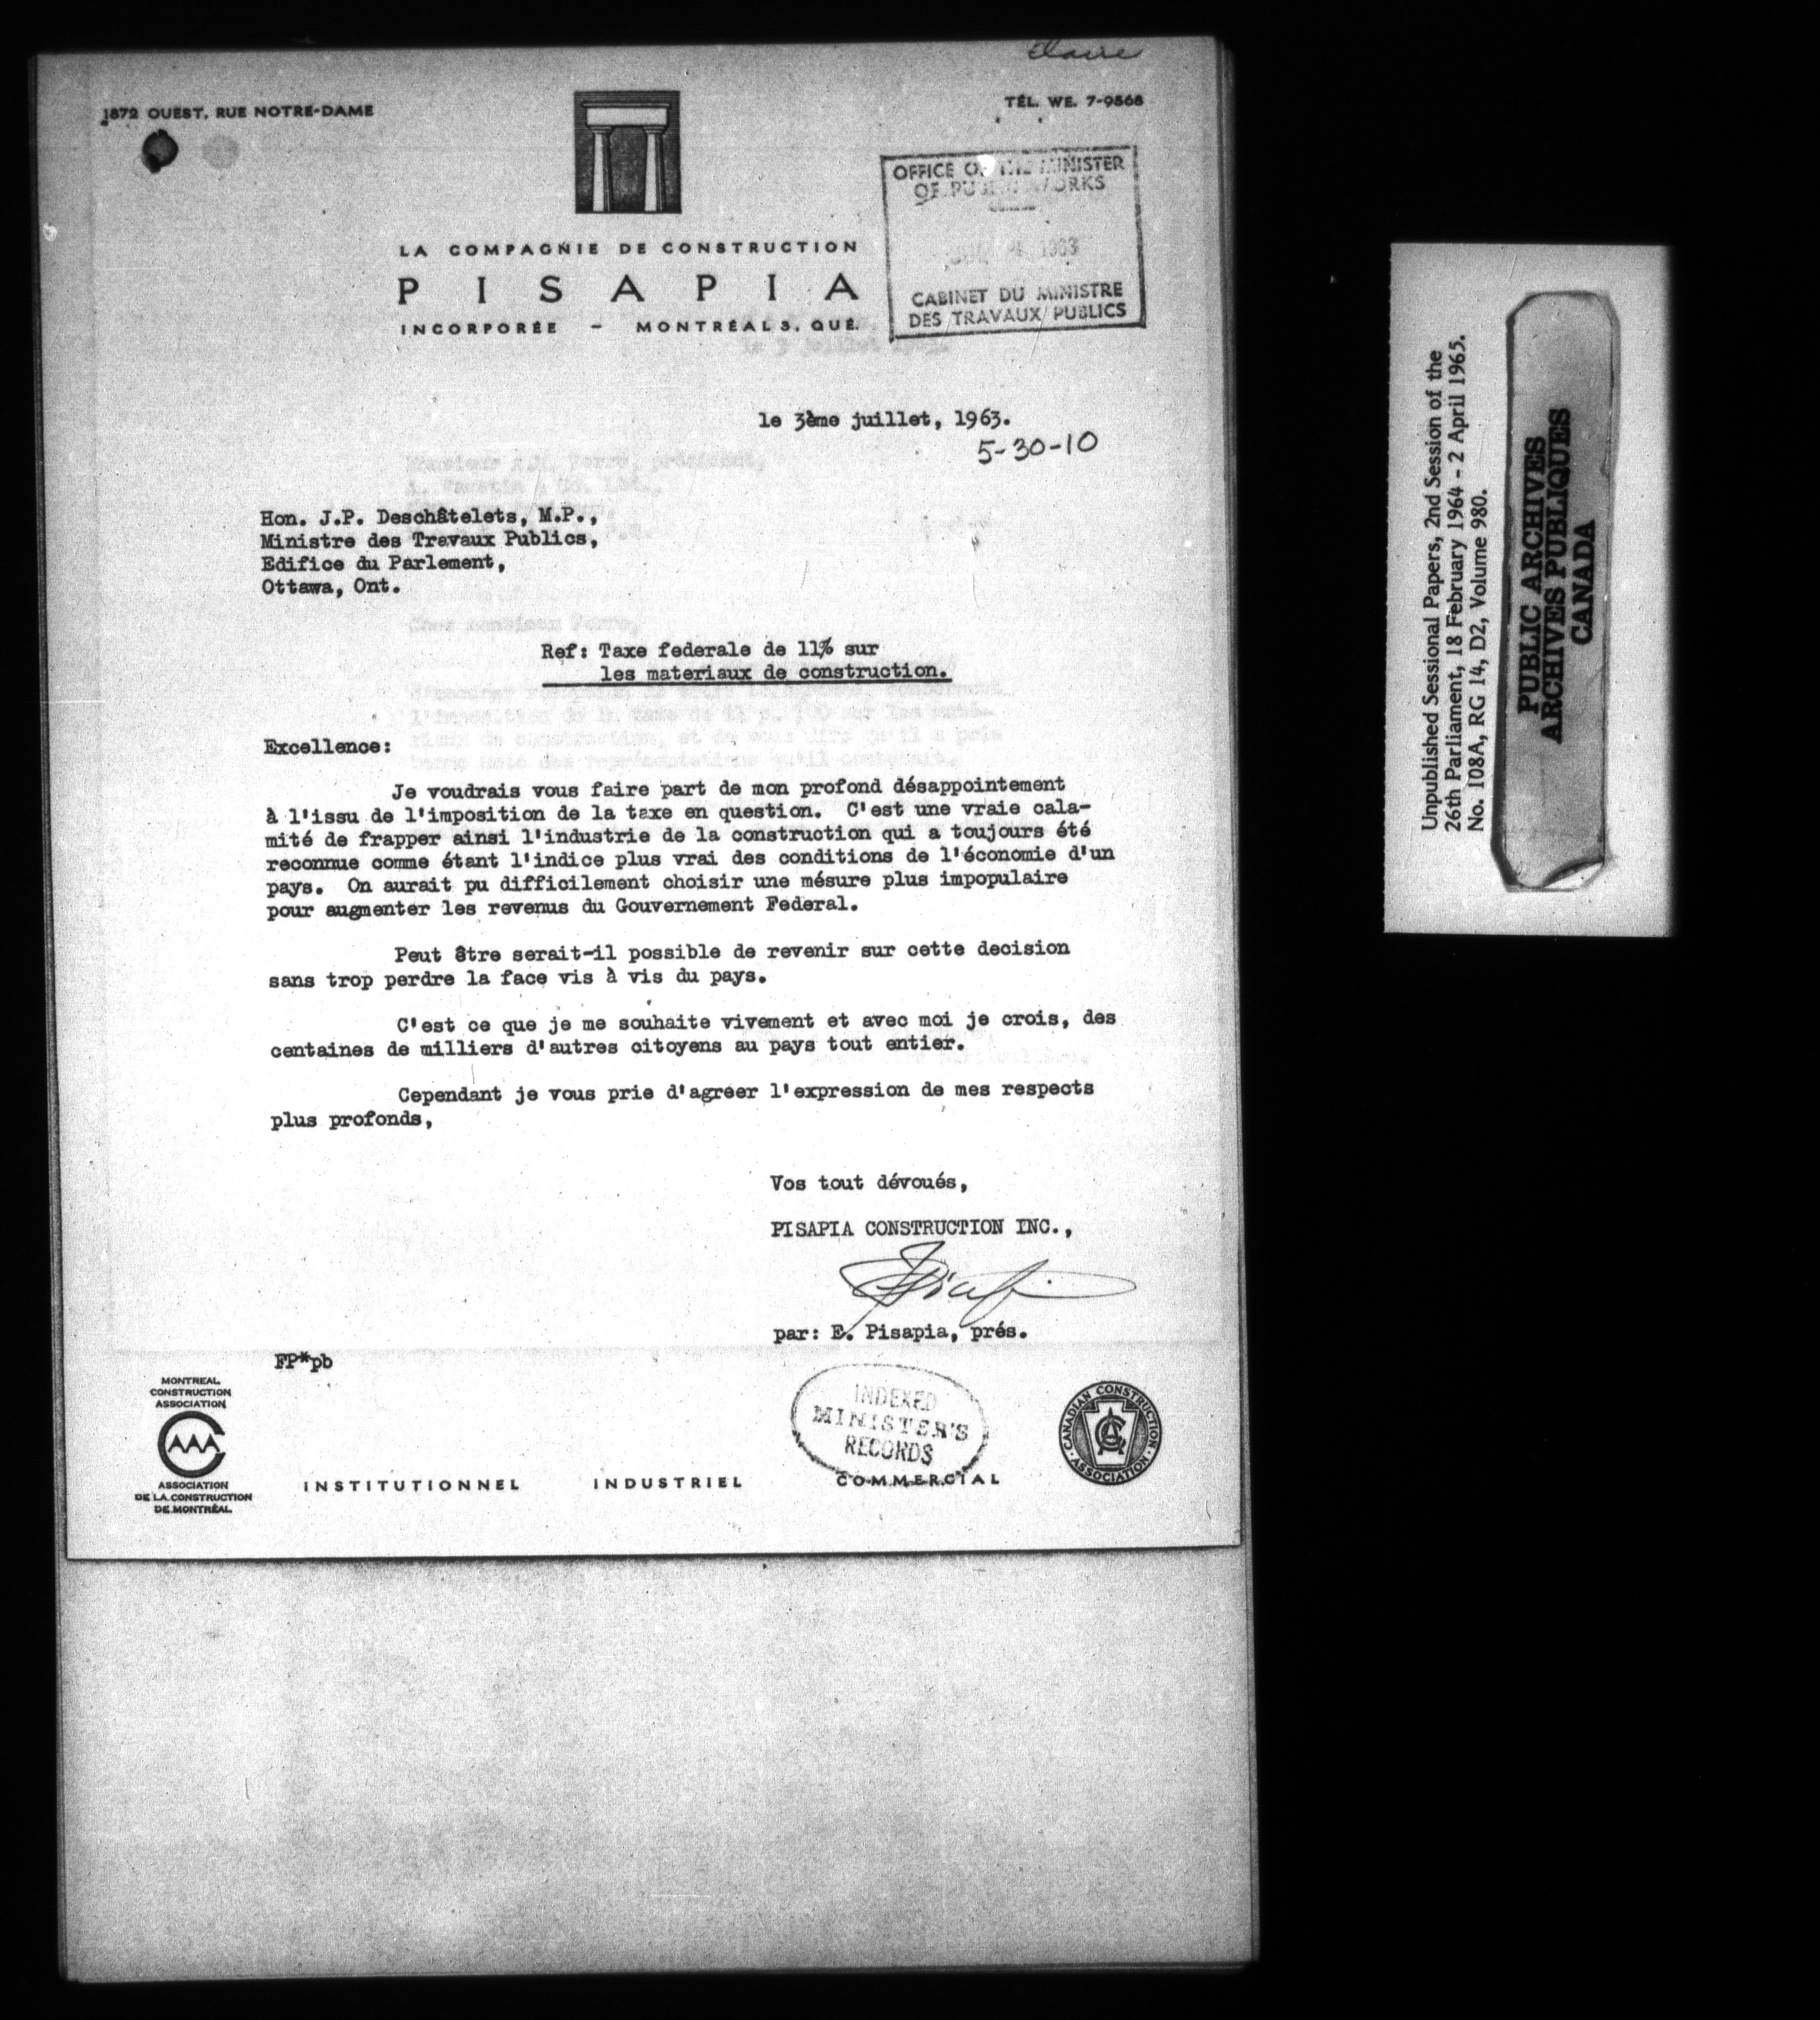 Claire
1872 OUEST, RUE NOTRE-DAME
TÉL. WE. 7-9568
OFFICE OF THE MINISTER
OF PUBLIC WORKS
1963
CABINET DU MINISTRE
DES TRAVAUX PUBLICS
LA COMPAGNIE DE CONSTRUCTION
PISAPIA
INCORPORÉE - MONTRÉAL 3, QUÉ.
le 3ème juillet, 1963.
5-30-10
Hon. J.P. Deschâtelets, M.P.,
Ministre des Travaux Publics,
Edifice du Parlement,
Ottawa, Ont.
Ref: Taxe federale de 11% sur
les materiaux de construction.
Excellence:
Je voudrais vous faire part de mon profond désappointement
à l'issu de l'imposition de la taxe en question. C'est une vraie cala-
mité de frapper ainsi l'industrie de la construction qui a toujours été
reconnue comme étant l'indice plus vrai des conditions de l'économie d'un
pays. On aurait pu difficilement choisir une mésure plus impopulaire
pour augmenter les revenus du Gouvernement Federal.
Peut être serait-il possible de revenir sur cette decision
sans trop perdre la face vis à vis du pays.
C'est ce que je me souhaite vivement et avec moi je crois, des
centaines de milliers d'autres citoyens au pays tout entier.
Cependant je vous prie d'agréer l'expression de mes respects
plus profonds,
Vos tout dévoués,
PISAPIA CONSTRUCTION INC.,
par: E. Pisapia, prés.
FP*pb
MONTREAL
CONSTRUCTION
ASSOCIATION
ASSOCIATION
DE LA CONSTRUCTION
DE MONTRÉAL
INSTITUTIONNEL INDUSTRIEL COMMERCIAL
INDEXED
MINISTER'S
RECORDS
CANADIAN CONSTRUCTION
ASSOCIATION
Unpublished Sessional Papers, 2nd Session of the
26th Parliament, 18 February 1964 - 2 April 1965.
No. 108A, RG 14, D2, Volume 980.
PUBLIC ARCHIVES
ARCHIVES PUBLIQUES
CANADA